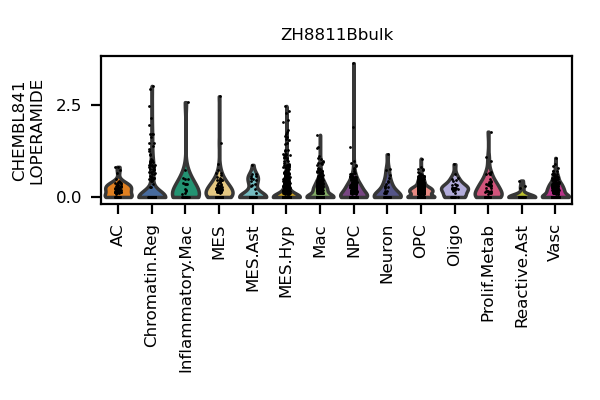 ZH8811Bbulk
CHEMBL841
LOPERAMIDE
2.5
0.0
AC
Chromatin.Reg
Inflammatory.Mac
MES
MES.Ast
MES.Hyp
Mac
NPC
Neuron
OPC
Oligo
Prolif.Metab
Reactive.Ast
Vasc